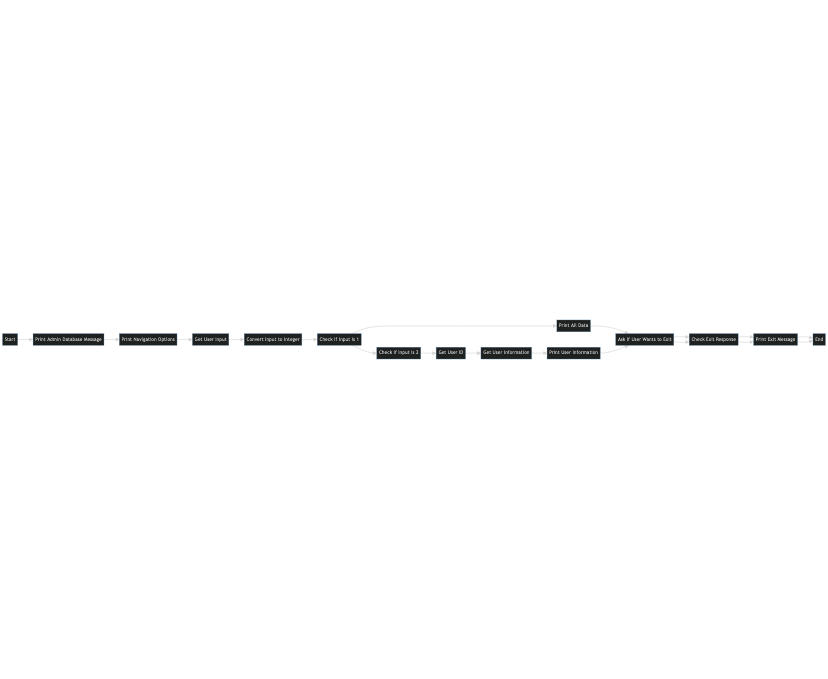 Start
Print Admin Database Message
Print Navigation Options
Get User Input
Convert Input to Integer
Check if Input is 1
Print All Data
Check if Input is 2
Get User ID
Get User Information
Print User Information
Ask if User Wants to Exit
Check Exit Response
Print Exit Message
End